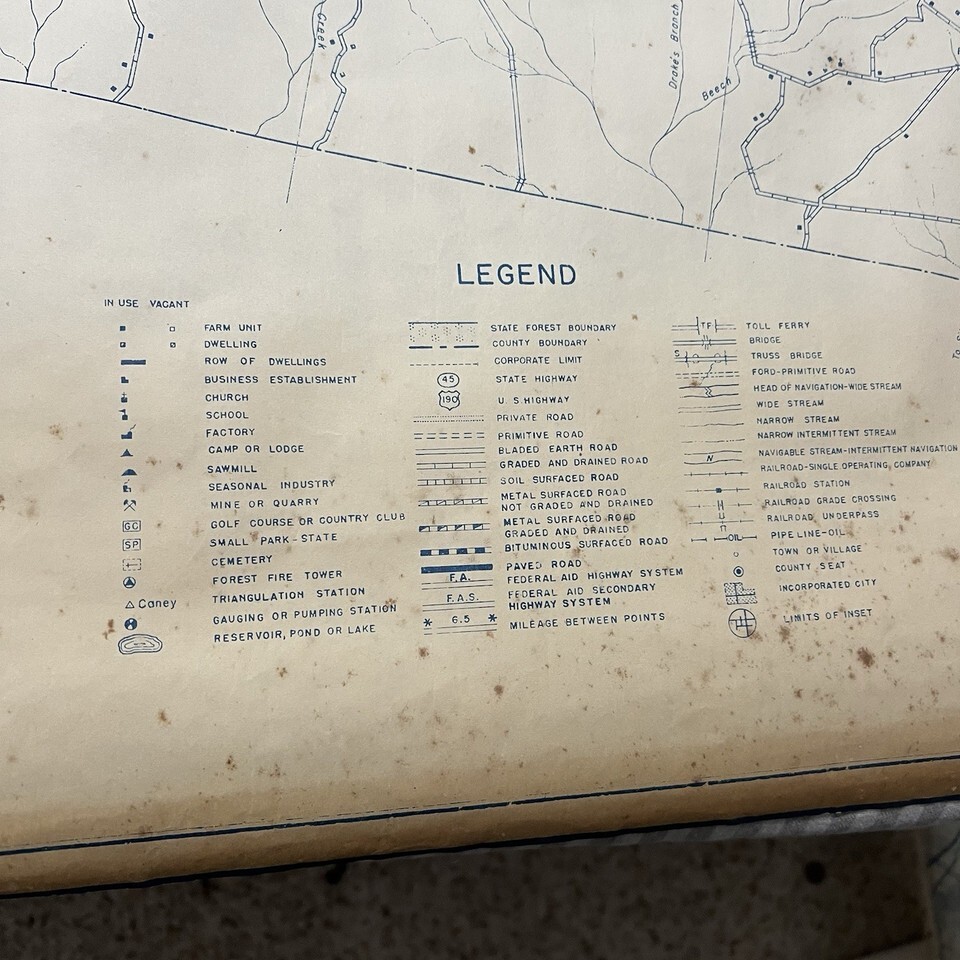 Creek
Drake's Branch
Beech
LEGEND
IN USE VACANT
FARM UNIT
DWELLING
ROW OF DWELLINGS
BUSINESS ESTABLISHMENT
CHURCH
SCHOOL
FACTORY
CAMP OR LODGE
SAWMILL
SEASONAL INDUSTRY
MINE OR QUARRY
GC GOLF COURSE OR COUNTRY CLUB
SP SMALL PARK-STATE
CEMETERY
FOREST FIRE TOWER
Caney TRIANGULATION STATION
GAUGING OR PUMPING STATION
RESERVOIR, POND OR LAKE
STATE FOREST BOUNDARY
COUNTY BOUNDARY
CORPORATE LIMIT
45 STATE HIGHWAY
190 U.S. HIGHWAY
PRIVATE ROAD
PRIMITIVE ROAD
BLADED EARTH ROAD
GRADED AND DRAINED ROAD
SOIL SURFACED ROAD
METAL SURFACED ROAD
NOT GRADED AND DRAINED
METAL SURFACED ROAD
GRADED AND DRAINED
BITUMINOUS SURFACED ROAD
PAVED ROAD
F.A. FEDERAL AID HIGHWAY SYSTEM
F.A.S. FEDERAL AID SECONDARY
HIGHWAY SYSTEM
* 6.5 * MILEAGE BETWEEN POINTS
TF TOLL FERRY
BRIDGE
S TRUSS BRIDGE
FORD-PRIMITIVE ROAD
HEAD OF NAVIGATION-WIDE STREAM
WIDE STREAM
NARROW STREAM
NARROW INTERMITTENT STREAM
N NAVIGABLE STREAM-INTERMITTENT NAVIGATION
RAILROAD-SINGLE OPERATING COMPANY
RAILROAD STATION
RAILROAD GRADE CROSSING
RAILROAD UNDERPASS
OIL PIPE LINE-OIL
TOWN OR VILLAGE
COUNTY SEAT
INCORPORATED CITY
LIMITS OF INSET